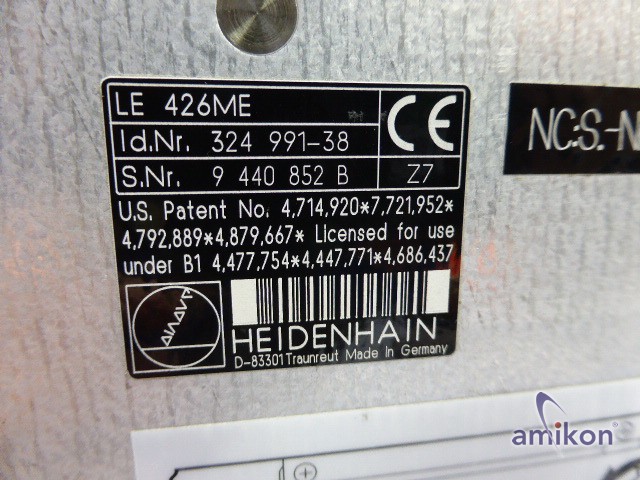 LE 426ME
Id.Nr. 324 991-38
S.Nr. 9 440 852 B
Z7
CE
U.S. Patent No. 4,714,920*7,721,952*
4,792,889*4,879,667* Licensed for use
under B1 4,477,754*4,447,771*4,686,437
HEIDENHAIN
D-83301 Traunreut Made In Germany
NC:S.-
amikon